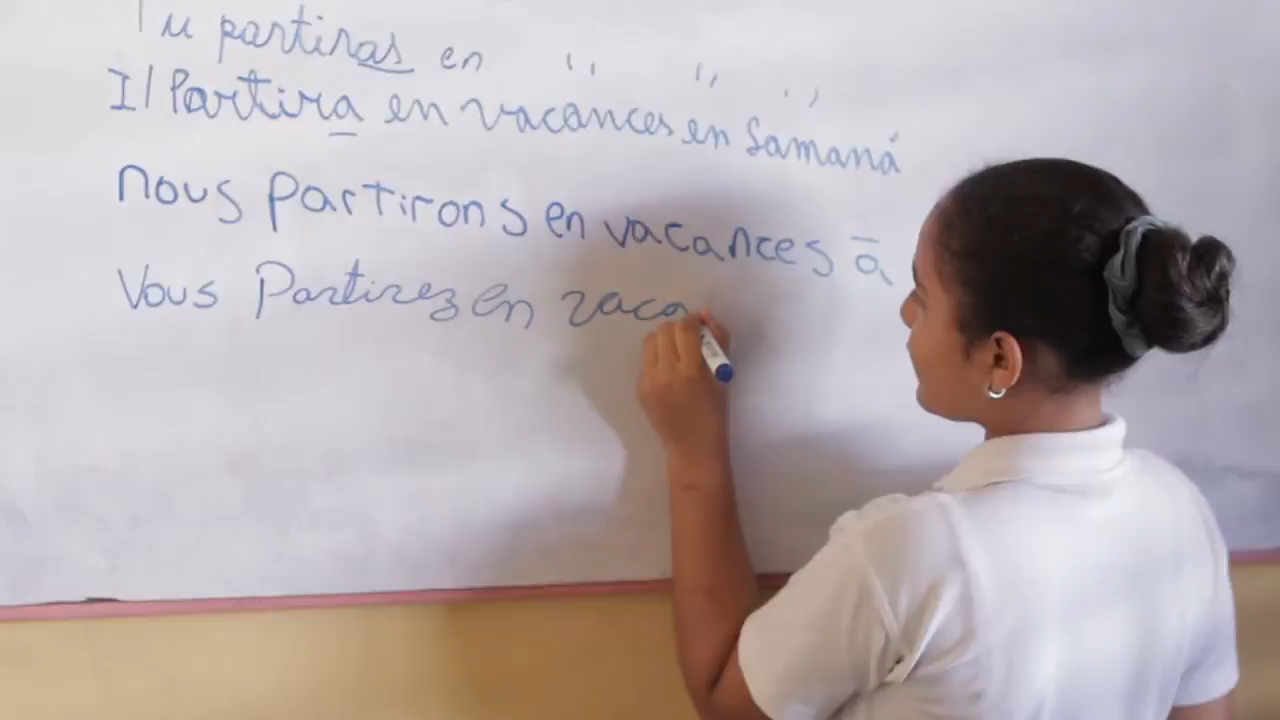 Tu partiras en " " "
Il Partira en vacances en Samaná
nous partirons en vacances à
Vous Partirez en vaca